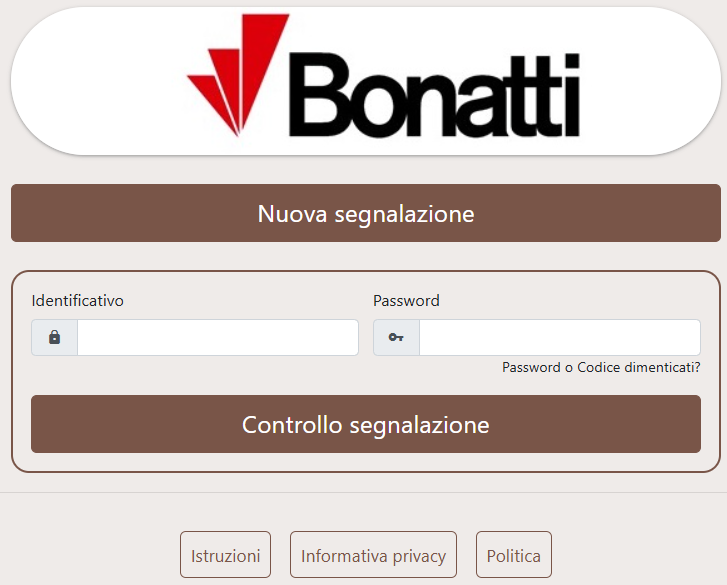 Bonatti
Nuova segnalazione
Identificativo
Password
Password o Codice dimenticati?
Controllo segnalazione
Istruzioni
Informativa privacy
Politica